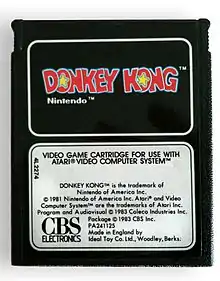 DONKEY KONG™
Nintendo™
VIDEO GAME CARTRIDGE FOR USE WITH
ATARI® VIDEO COMPUTER SYSTEM™
4L 2274
DONKEY KONG™ is the trademark of
Nintendo of America Inc.
© 1981 Nintendo of America Inc. Atari® and Video
Computer System™ are the trademarks of Atari Inc.
Program and Audiovisual © 1983 Coleco Industries Inc.
Package © 1983 CBS Inc.
PA241125
Made in England by
Ideal Toy Co. Ltd., Woodley, Berks.
CBS
ELECTRONICS